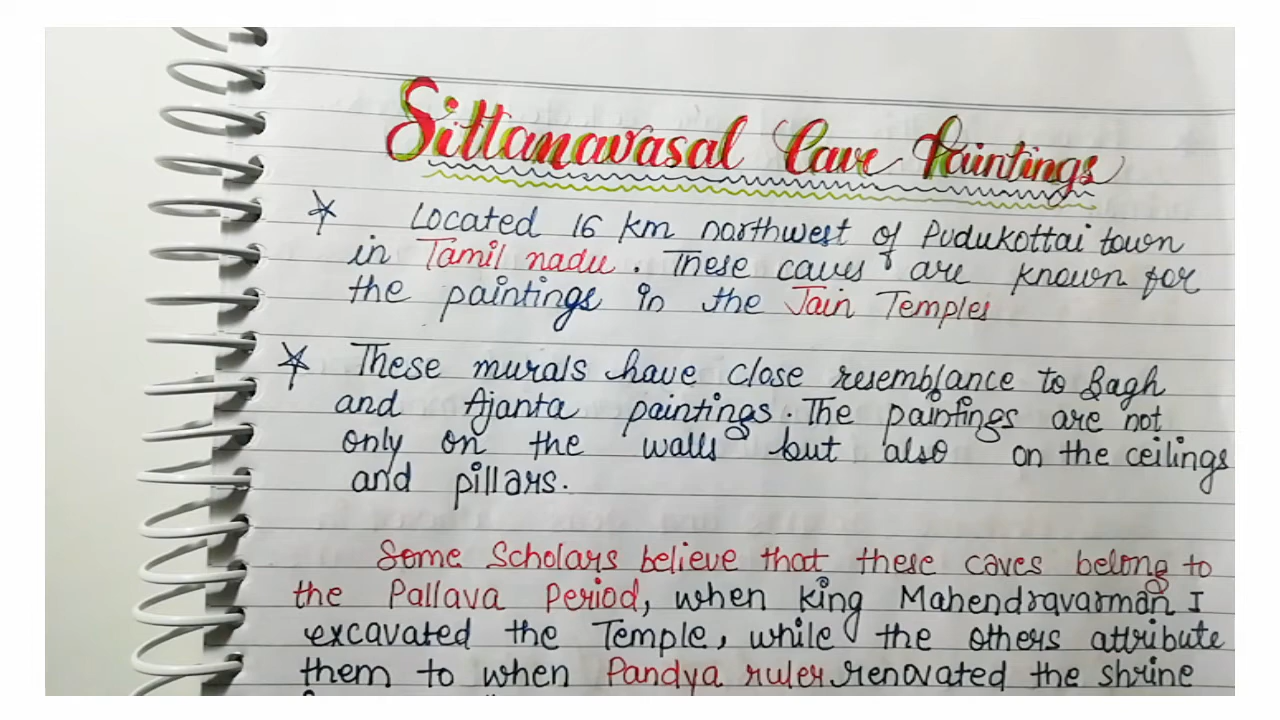 Sittanavasal Cave Paintings
Located 16 km northwest of Pudukottai town
in Tamil nadu. These caves are known for
the paintings in the Jain Temples
These murals have close resemblance to Bagh
and Ajanta paintings. The paintings are not
only on the walls but also on the ceilings
and pillars.
Some Scholars believe that these caves belong to
the Pallava Period, when king Mahendravarman I
excavated the Temple, while the others attribute
them to when Pandya ruler renovated the shrine